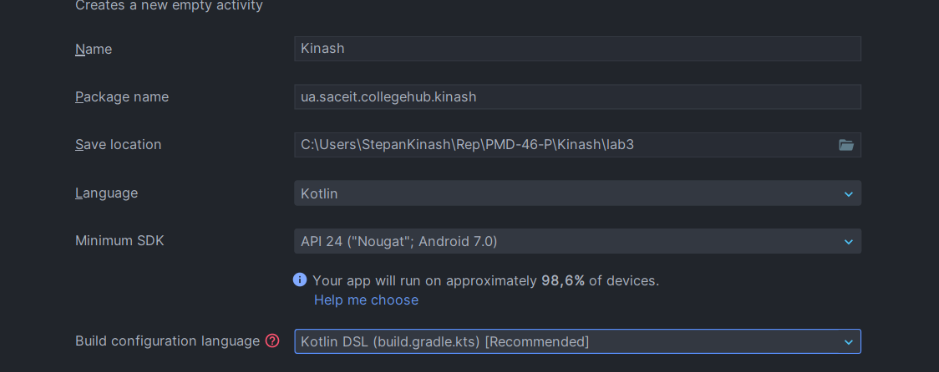 Creates a new empty activity
Name
Kinash
Package name
ua.saceit.collegehub.kinash
Save location
C:\Users\StepanKinash\Rep\PMD-46-P\Kinash\lab3
Language
Kotlin
Minimum SDK
API 24 ("Nougat"; Android 7.0)
Your app will run on approximately 98,6% of devices.
Help me choose
Build configuration language
Kotlin DSL (build.gradle.kts) [Recommended]